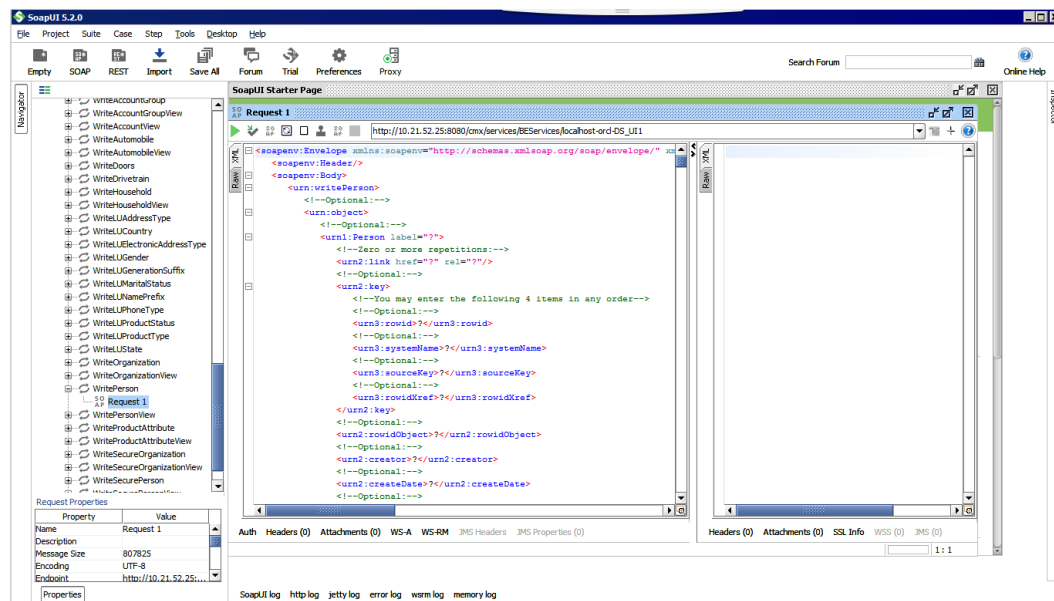 SoapUI 5.2.0
File Project Suite Case Step Tools Desktop Help
Empty SOAP REST Import Save All Forum Trial Preferences Proxy Search Forum Online Help
Navigator
SoapUI Starter Page
WriteAccountGroup
WriteAccountGroupView
WriteAccountView
WriteAutomobile
WriteAutomobileView
WriteDoors
WriteDrivetrain
WriteHousehold
WriteHouseholdView
WriteLUAddressType
WriteLUCountry
WriteLUElectronicAddressType
WriteLUGender
WriteLUGenerationSuffix
WriteLUMaritalStatus
WriteLUNamePrefix
WriteLUPhoneType
WriteLUProductStatus
WriteLUProductType
WriteLUState
WriteOrganization
WriteOrganizationView
WritePerson
SO AP Request 1
WritePersonView
WriteProductAttribute
WriteProductAttributeView
WriteSecureOrganization
WriteSecureOrganizationView
WriteSecurePerson
WriteSecurePersonView
Request Properties
Property Value
Name Request 1
Description
Message Size 807825
Encoding UTF-8
Endpoint http://10.21.52.25:...
Properties
SO AP Request 1
http://10.21.52.25:8080/cmx/services/BEServices/localhost-orcl-DS_UI1
XML
Raw
<soapenv:Envelope xmlns:soapenv="http://schemas.xmlsoap.org/soap/envelope/" xm
<soapenv:Header/>
<soapenv:Body>
<urn:writePerson>
<!--Optional:-->
<urn:object>
<!--Optional:-->
<urn1:Person label="?">
<!--Zero or more repetitions:-->
<urn2:link href="?" rel="?"/>
<!--Optional:-->
<urn2:key>
<!--You may enter the following 4 items in any order-->
<!--Optional:-->
<urn3:rowid>?</urn3:rowid>
<!--Optional:-->
<urn3:systemName>?</urn3:systemName>
<!--Optional:-->
<urn3:sourceKey>?</urn3:sourceKey>
<!--Optional:-->
<urn3:rowidXref>?</urn3:rowidXref>
</urn2:key>
<!--Optional:-->
<urn2:rowidObject>?</urn2:rowidObject>
<!--Optional:-->
<urn2:creator>?</urn2:creator>
<!--Optional:-->
<urn2:createDate>?</urn2:createDate>
<!--Optional:-->
XML
Raw
Auth Headers (0) Attachments (0) WS-A WS-RM JMS Headers JMS Properties (0)
Headers (0) Attachments (0) SSL Info WSS (0) JMS (0)
1:1
SoapUI log http log jetty log error log wsrm log memory log